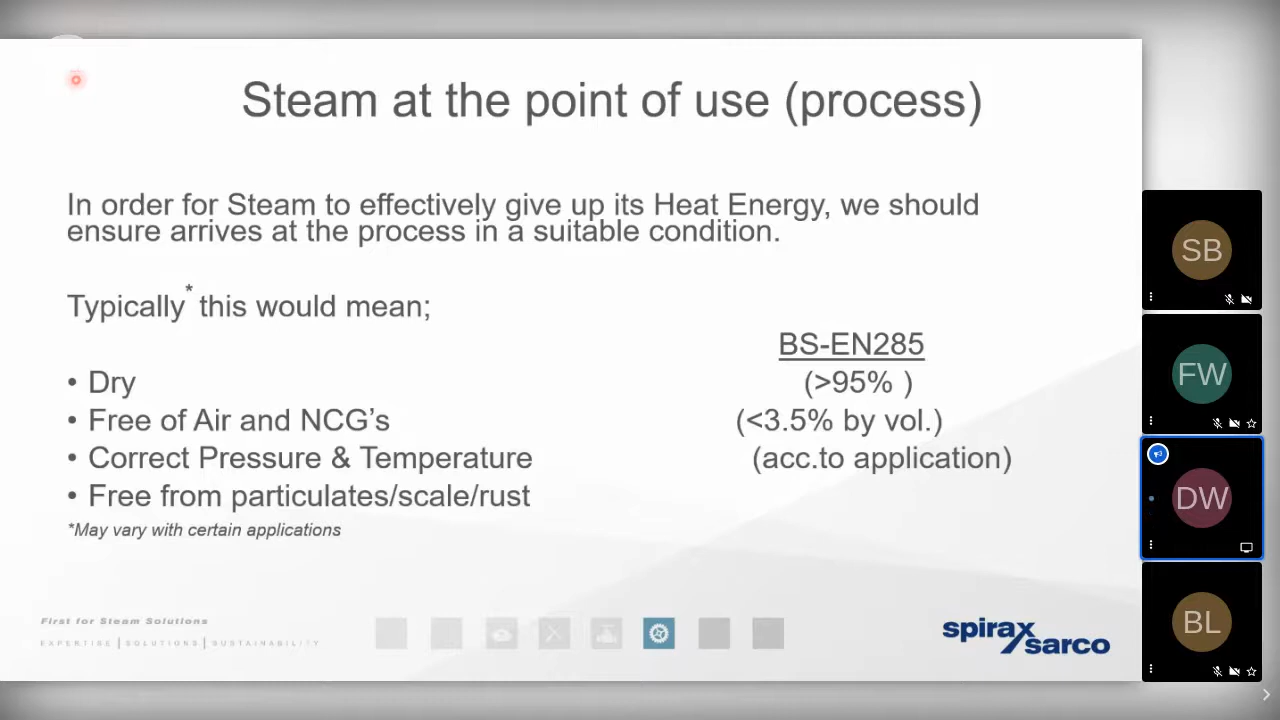 Steam at the point of use (process)
In order for Steam to effectively give up its Heat Energy, we should
ensure arrives at the process in a suitable condition.
Typically* this would mean;
BS-EN285
• Dry (>95% )
• Free of Air and NCG’s (<3.5% by vol.)
• Correct Pressure & Temperature (acc.to application)
• Free from particulates/scale/rust
*May vary with certain applications
First for Steam Solutions
EXPERTISE | SOLUTIONS | SUSTAINABILITY
spirax
sarco
SB
FW
DW
BL